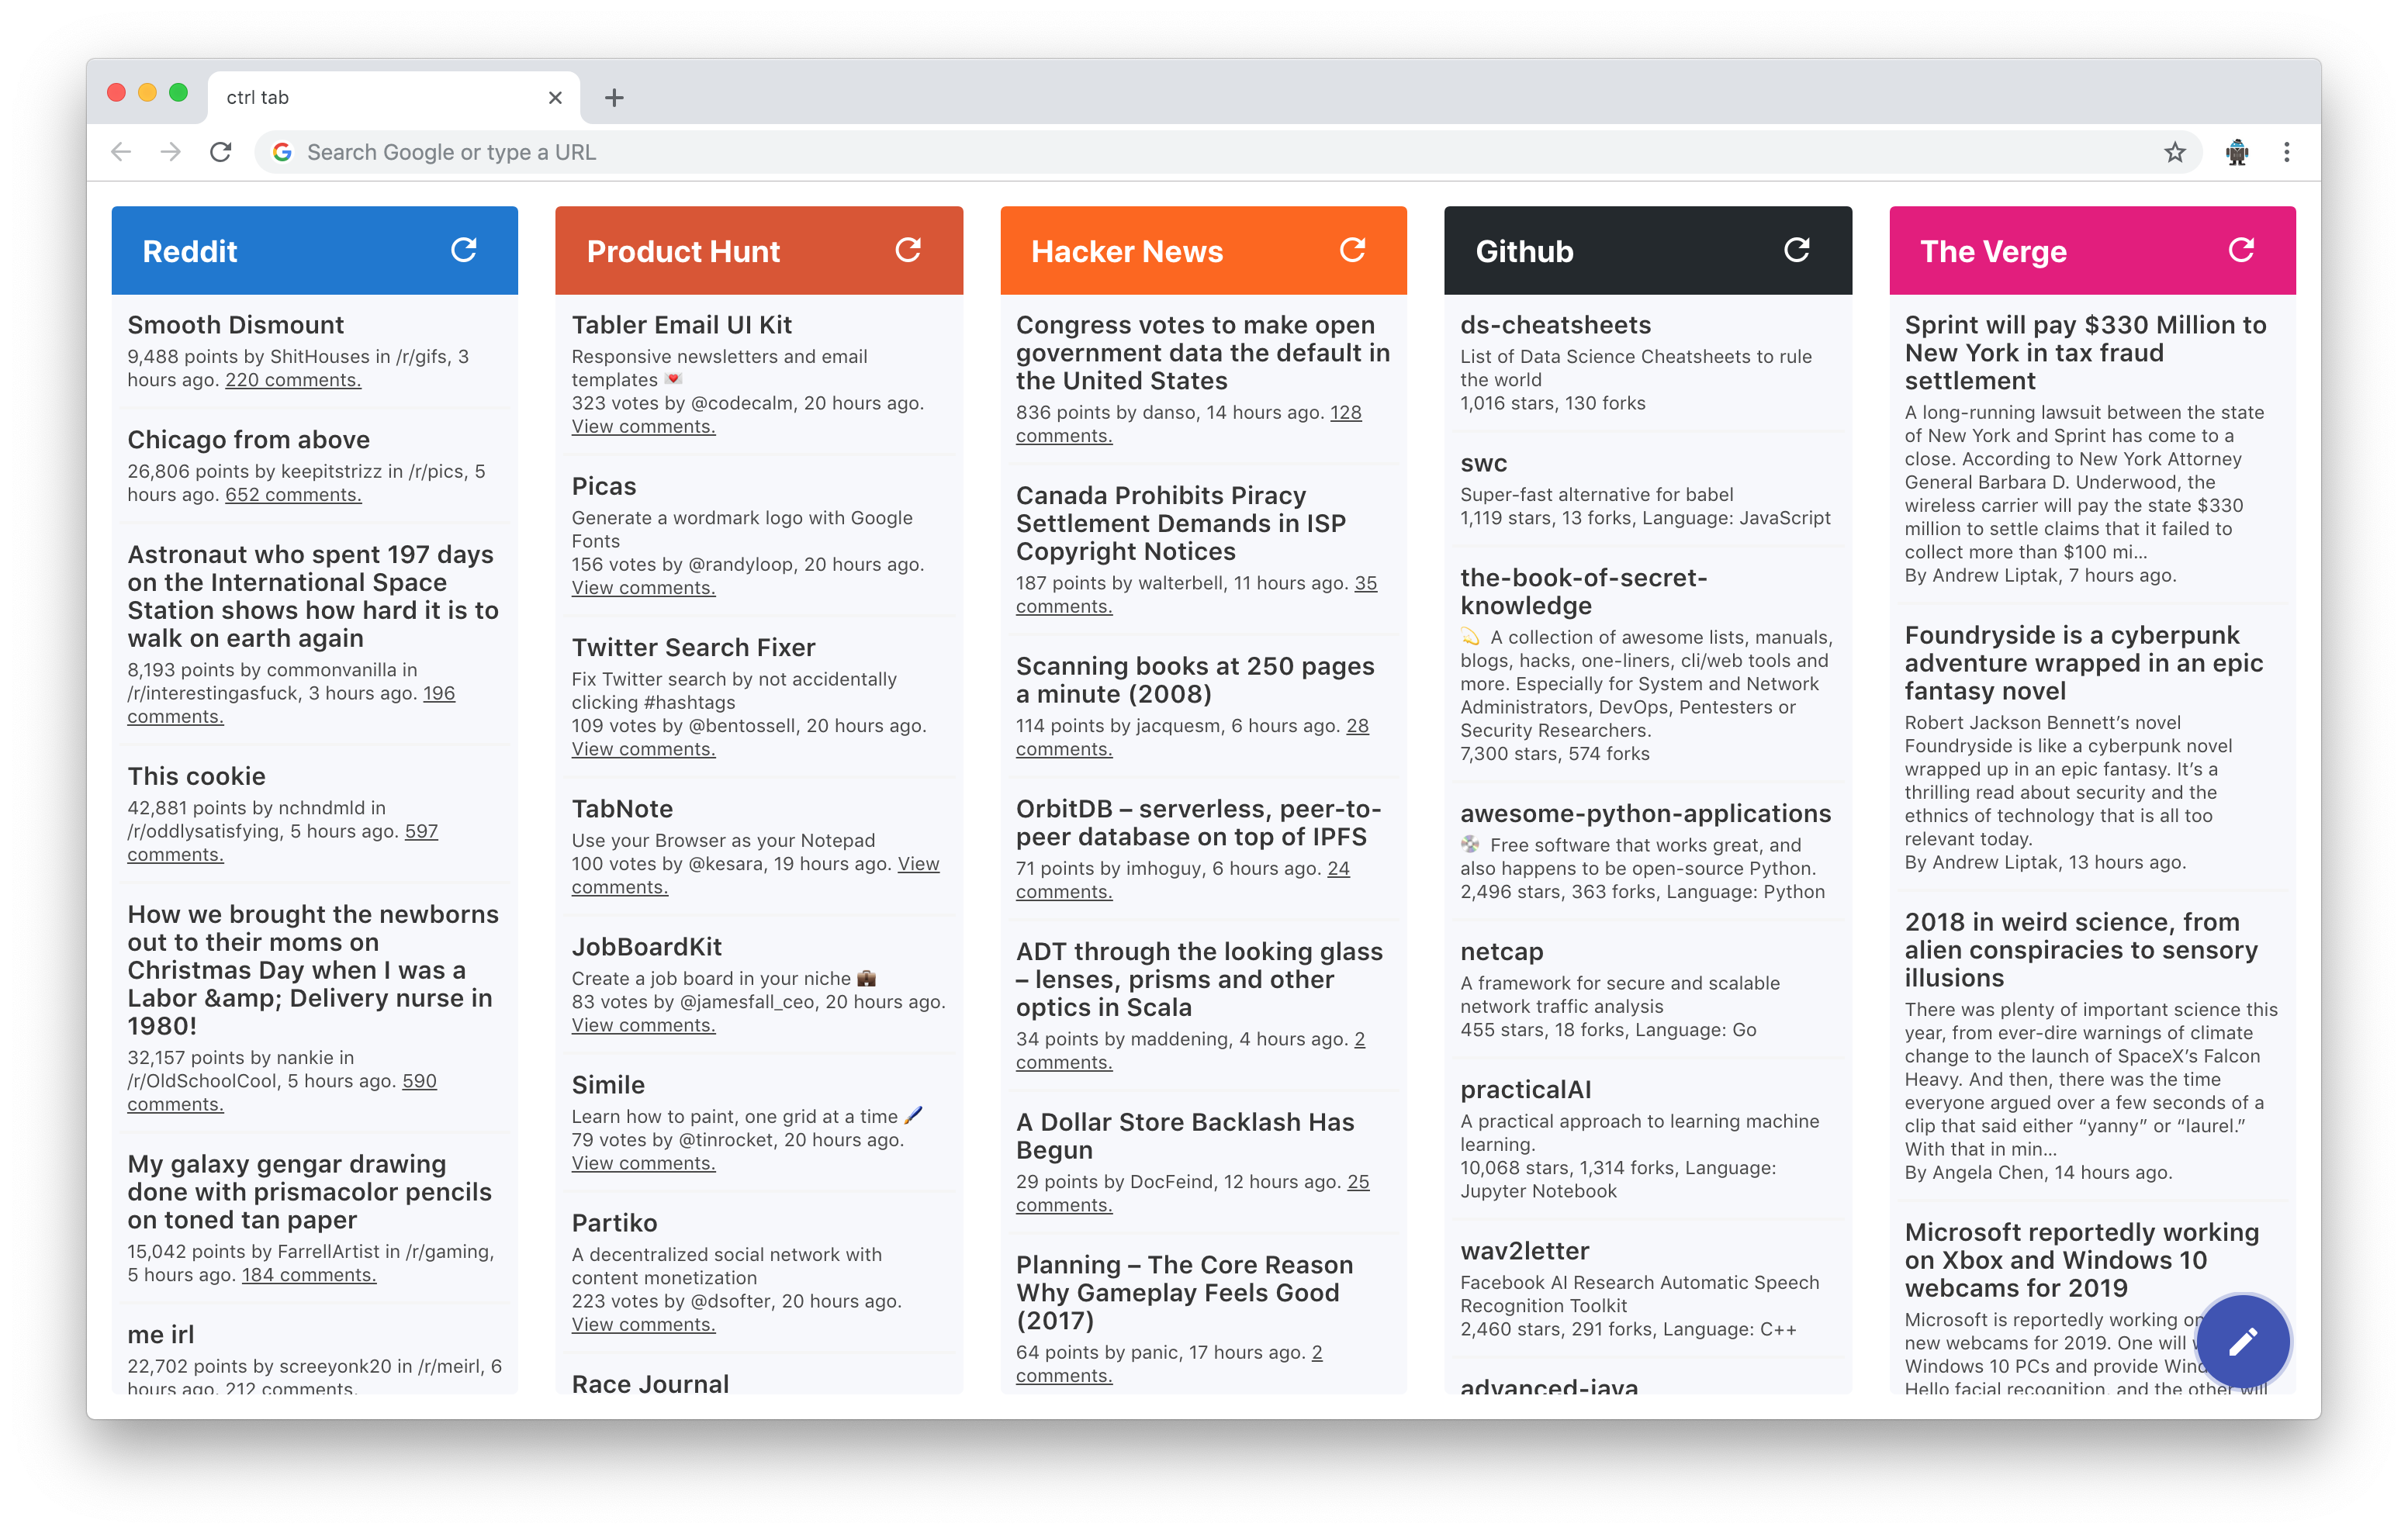 ctrl tab
Search Google or type a URL
Reddit
Smooth Dismount
9,488 points by ShitHouses in /r/gifs, 3
hours ago. 220 comments.
Chicago from above
26,806 points by keepitstrizz in /r/pics, 5
hours ago. 652 comments.
Astronaut who spent 197 days
on the International Space
Station shows how hard it is to
walk on earth again
8,193 points by commonvanilla in
/r/interestingasfuck, 3 hours ago. 196
comments.
This cookie
42,881 points by nchndmld in
/r/oddlysatisfying, 5 hours ago. 597
comments.
How we brought the newborns
out to their moms on
Christmas Day when I was a
Labor &amp; Delivery nurse in
1980!
32,157 points by nankie in
/r/OldSchoolCool, 5 hours ago. 590
comments.
My galaxy gengar drawing
done with prismacolor pencils
on toned tan paper
15,042 points by FarrellArtist in /r/gaming,
5 hours ago. 184 comments.
me irl
22,702 points by screeyonk20 in /r/meirl, 6
hours ago. 212 comments.
Product Hunt
Tabler Email UI Kit
Responsive newsletters and email
templates 💌
323 votes by @codecalm, 20 hours ago.
View comments.
Picas
Generate a wordmark logo with Google
Fonts
156 votes by @randyloop, 20 hours ago.
View comments.
Twitter Search Fixer
Fix Twitter search by not accidentally
clicking #hashtags
109 votes by @bentossell, 20 hours ago.
View comments.
TabNote
Use your Browser as your Notepad
100 votes by @kesara, 19 hours ago. View
comments.
JobBoardKit
Create a job board in your niche 💼
83 votes by @jamesfall_ceo, 20 hours ago.
View comments.
Simile
Learn how to paint, one grid at a time 🖌
79 votes by @tinrocket, 20 hours ago.
View comments.
Partiko
A decentralized social network with
content monetization
223 votes by @dsofter, 20 hours ago.
View comments.
Race Journal
Hacker News
Congress votes to make open
government data the default in
the United States
836 points by danso, 14 hours ago. 128
comments.
Canada Prohibits Piracy
Settlement Demands in ISP
Copyright Notices
187 points by walterbell, 11 hours ago. 35
comments.
Scanning books at 250 pages
a minute (2008)
114 points by jacquesm, 6 hours ago. 28
comments.
OrbitDB – serverless, peer-to-
peer database on top of IPFS
71 points by imhoguy, 6 hours ago. 24
comments.
ADT through the looking glass
– lenses, prisms and other
optics in Scala
34 points by maddening, 4 hours ago. 2
comments.
A Dollar Store Backlash Has
Begun
29 points by DocFeind, 12 hours ago. 25
comments.
Planning – The Core Reason
Why Gameplay Feels Good
(2017)
64 points by panic, 17 hours ago. 2
comments.
Github
ds-cheatsheets
List of Data Science Cheatsheets to rule
the world
1,016 stars, 130 forks
swc
Super-fast alternative for babel
1,119 stars, 13 forks, Language: JavaScript
the-book-of-secret-
knowledge
💫 A collection of awesome lists, manuals,
blogs, hacks, one-liners, cli/web tools and
more. Especially for System and Network
Administrators, DevOps, Pentesters or
Security Researchers.
7,300 stars, 574 forks
awesome-python-applications
💿 Free software that works great, and
also happens to be open-source Python.
2,496 stars, 363 forks, Language: Python
netcap
A framework for secure and scalable
network traffic analysis
455 stars, 18 forks, Language: Go
practicalAI
A practical approach to learning machine
learning.
10,068 stars, 1,314 forks, Language:
Jupyter Notebook
wav2letter
Facebook AI Research Automatic Speech
Recognition Toolkit
2,460 stars, 291 forks, Language: C++
advanced-java
The Verge
Sprint will pay $330 Million to
New York in tax fraud
settlement
A long-running lawsuit between the state
of New York and Sprint has come to a
close. According to New York Attorney
General Barbara D. Underwood, the
wireless carrier will pay the state $330
million to settle claims that it failed to
collect more than $100 mi...
By Andrew Liptak, 7 hours ago.
Foundryside is a cyberpunk
adventure wrapped in an epic
fantasy novel
Robert Jackson Bennett’s novel
Foundryside is like a cyberpunk novel
wrapped up in an epic fantasy. It’s a
thrilling read about security and the
ethnics of technology that is all too
relevant today.
By Andrew Liptak, 13 hours ago.
2018 in weird science, from
alien conspiracies to sensory
illusions
There was plenty of important science this
year, from ever-dire warnings of climate
change to the launch of SpaceX’s Falcon
Heavy. And then, there was the time
everyone argued over a few seconds of a
clip that said either “yanny” or “laurel.”
With that in min...
By Angela Chen, 14 hours ago.
Microsoft reportedly working
on Xbox and Windows 10
webcams for 2019
Microsoft is reportedly working on
new webcams for 2019. One will
Windows 10 PCs and provide
Hello facial recognition, and the other will